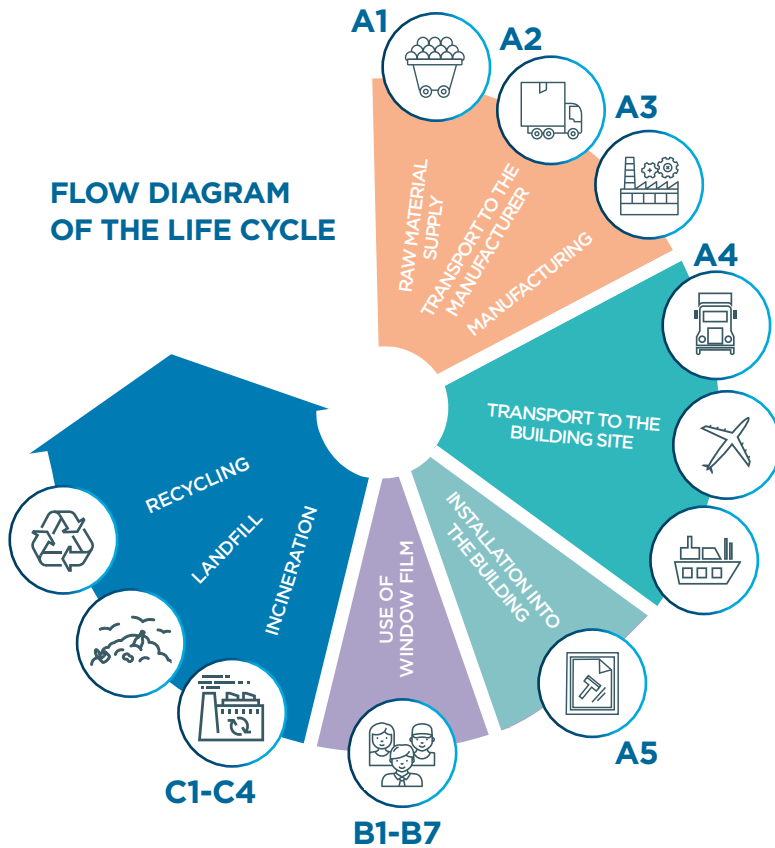 FLOW DIAGRAM
OF THE LIFE CYCLE
A1
A2
A3
RAW MATERIAL
SUPPLY
TRANSPORT TO THE
MANUFACTURER
MANUFACTURING
A4
TRANSPORT TO THE
BUILDING SITE
INSTALLATION INTO
THE BUILDING
A5
USE OF
WINDOW FILM
B1-B7
INCINERATION
LANDFILL
RECYCLING
C1-C4